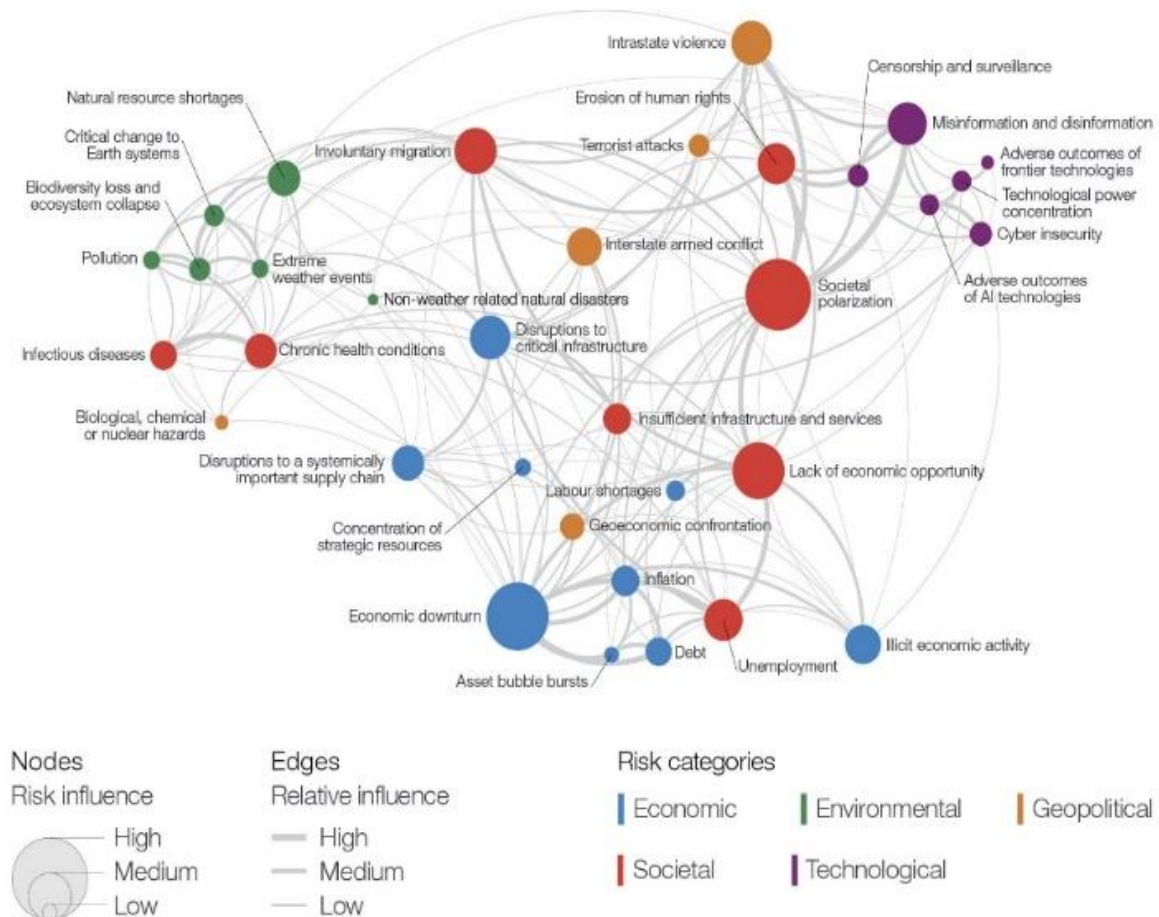 Intrastate violence
Censorship and surveillance
Natural resource shortages
Erosion of human rights
Misinformation and disinformation
Critical change to
Earth systems
Involuntary migration
Terrorist attacks
Adverse outcomes of
frontier technologies
Biodiversity loss and
ecosystem collapse
Technological power
concentration
Pollution
Extreme
weather events
Interstate armed conflict
Cyber insecurity
Non-weather related natural disasters
Societal
polarization
Adverse outcomes
of AI technologies
Disruptions to
critical infrastructure
Infectious diseases
Chronic health conditions
Biological, chemical
or nuclear hazards
Insufficient infrastructure and services
Disruptions to a systemically
important supply chain
Lack of economic opportunity
Labour shortages
Concentration of
strategic resources
Geoeconomic confrontation
Inflation
Economic downturn
Debt
Unemployment
Illicit economic activity
Asset bubble bursts
Nodes
Risk influence
High
Medium
Low
Edges
Relative influence
High
Medium
Low
Risk categories
Economic
Environmental
Geopolitical
Societal
Technological